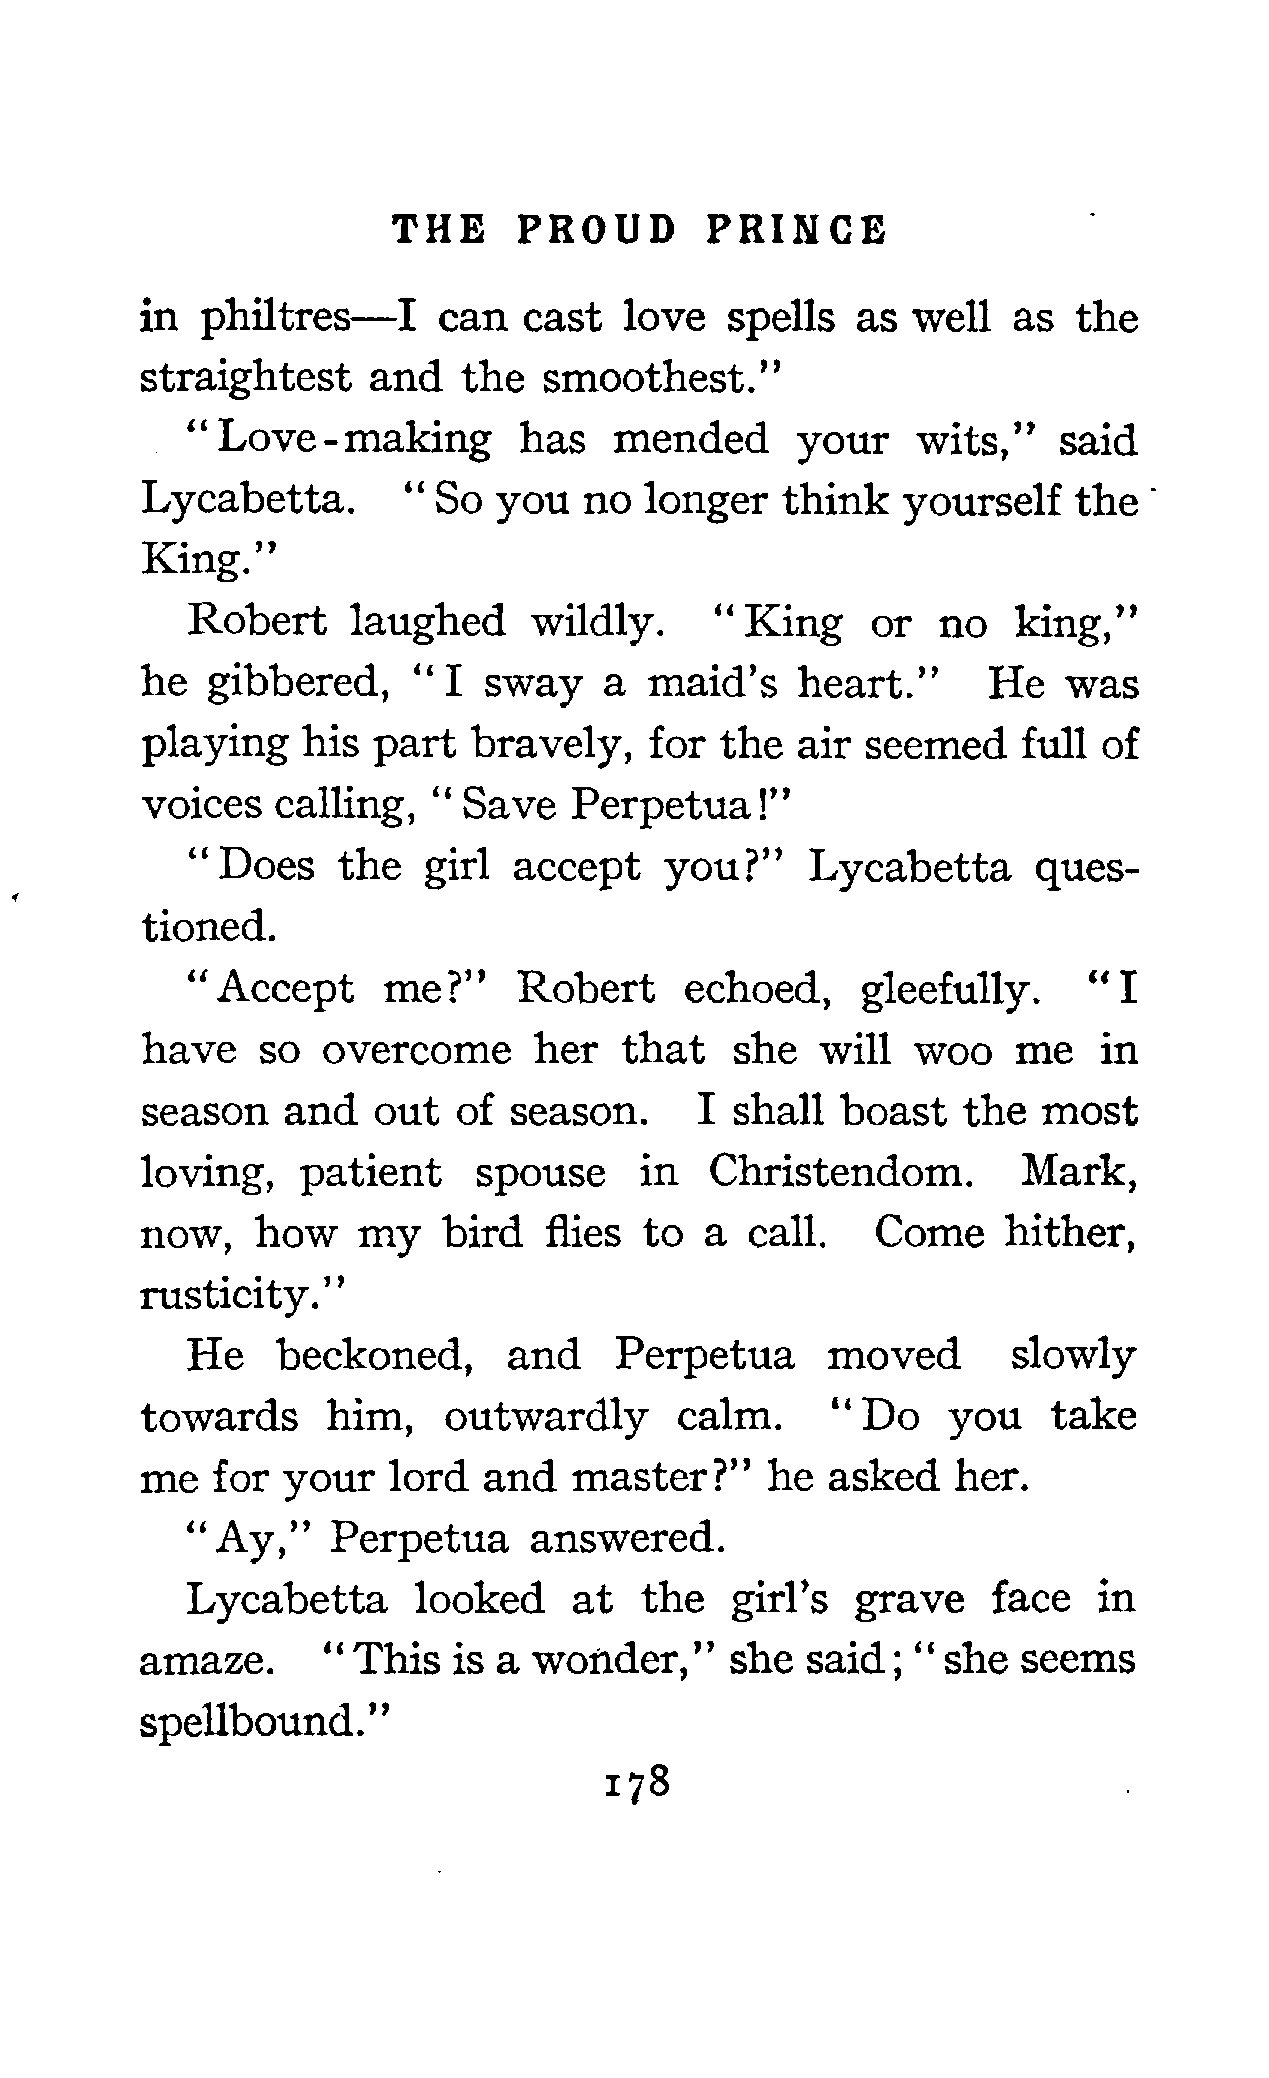 THE PROUD PRINCE
in philtres—I can cast love spells as well as the
straightest and the smoothest."
"Love-making has mended your wits," said
Lycabetta. "So you no longer think yourself the
King."
Robert laughed wildly. "King or no king,"
he gibbered, "I sway a maid's heart." He was
playing his part bravely, for the air seemed full of
voices calling, "Save Perpetua!"
"Does the girl accept you?" Lycabetta ques-
tioned.
"Accept me?" Robert echoed, gleefully. "I
have so overcome her that she will woo me in
season and out of season. I shall boast the most
loving, patient spouse in Christendom. Mark,
now, how my bird flies to a call. Come hither,
rusticity."
He beckoned, and Perpetua moved slowly
towards him, outwardly calm. "Do you take
me for your lord and master?" he asked her.
"Ay," Perpetua answered.
Lycabetta looked at the girl's grave face in
amaze. "This is a wonder," she said; "she seems
spellbound."
178